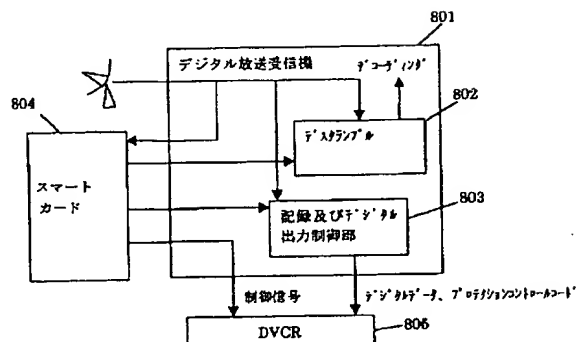 801
デジタル放送受信機
デコーディング
804
802
デスクランブル
スマート
カード
803
記録及びデジタル
出力制御部
制御信号
デジタルデータ、プロテクションコントロールコード
DVCR
805